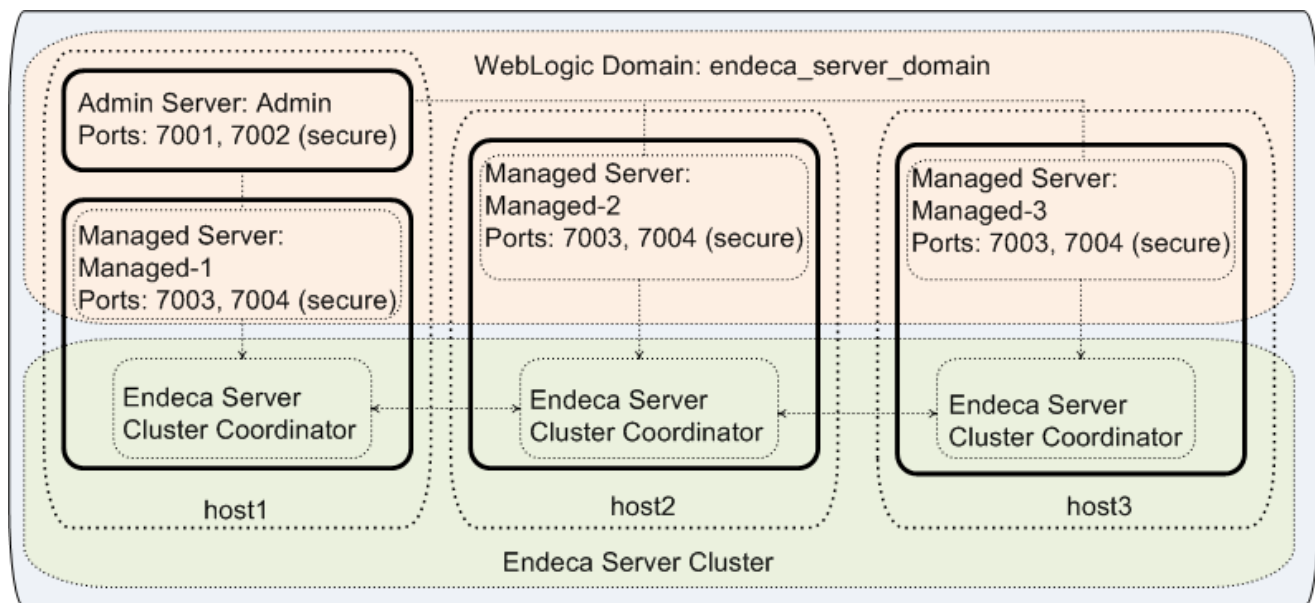 WebLogic Domain: endeca_server_domain
Admin Server: Admin
Ports: 7001, 7002 (secure)
Managed Server:
Managed-1
Ports: 7003, 7004 (secure)
Managed Server:
Managed-2
Ports: 7003, 7004 (secure)
Managed Server:
Managed-3
Ports: 7003, 7004 (secure)
Endeca Server
Cluster Coordinator
Endeca Server
Cluster Coordinator
Endeca Server
Cluster Coordinator
host1
host2
host3
Endeca Server Cluster